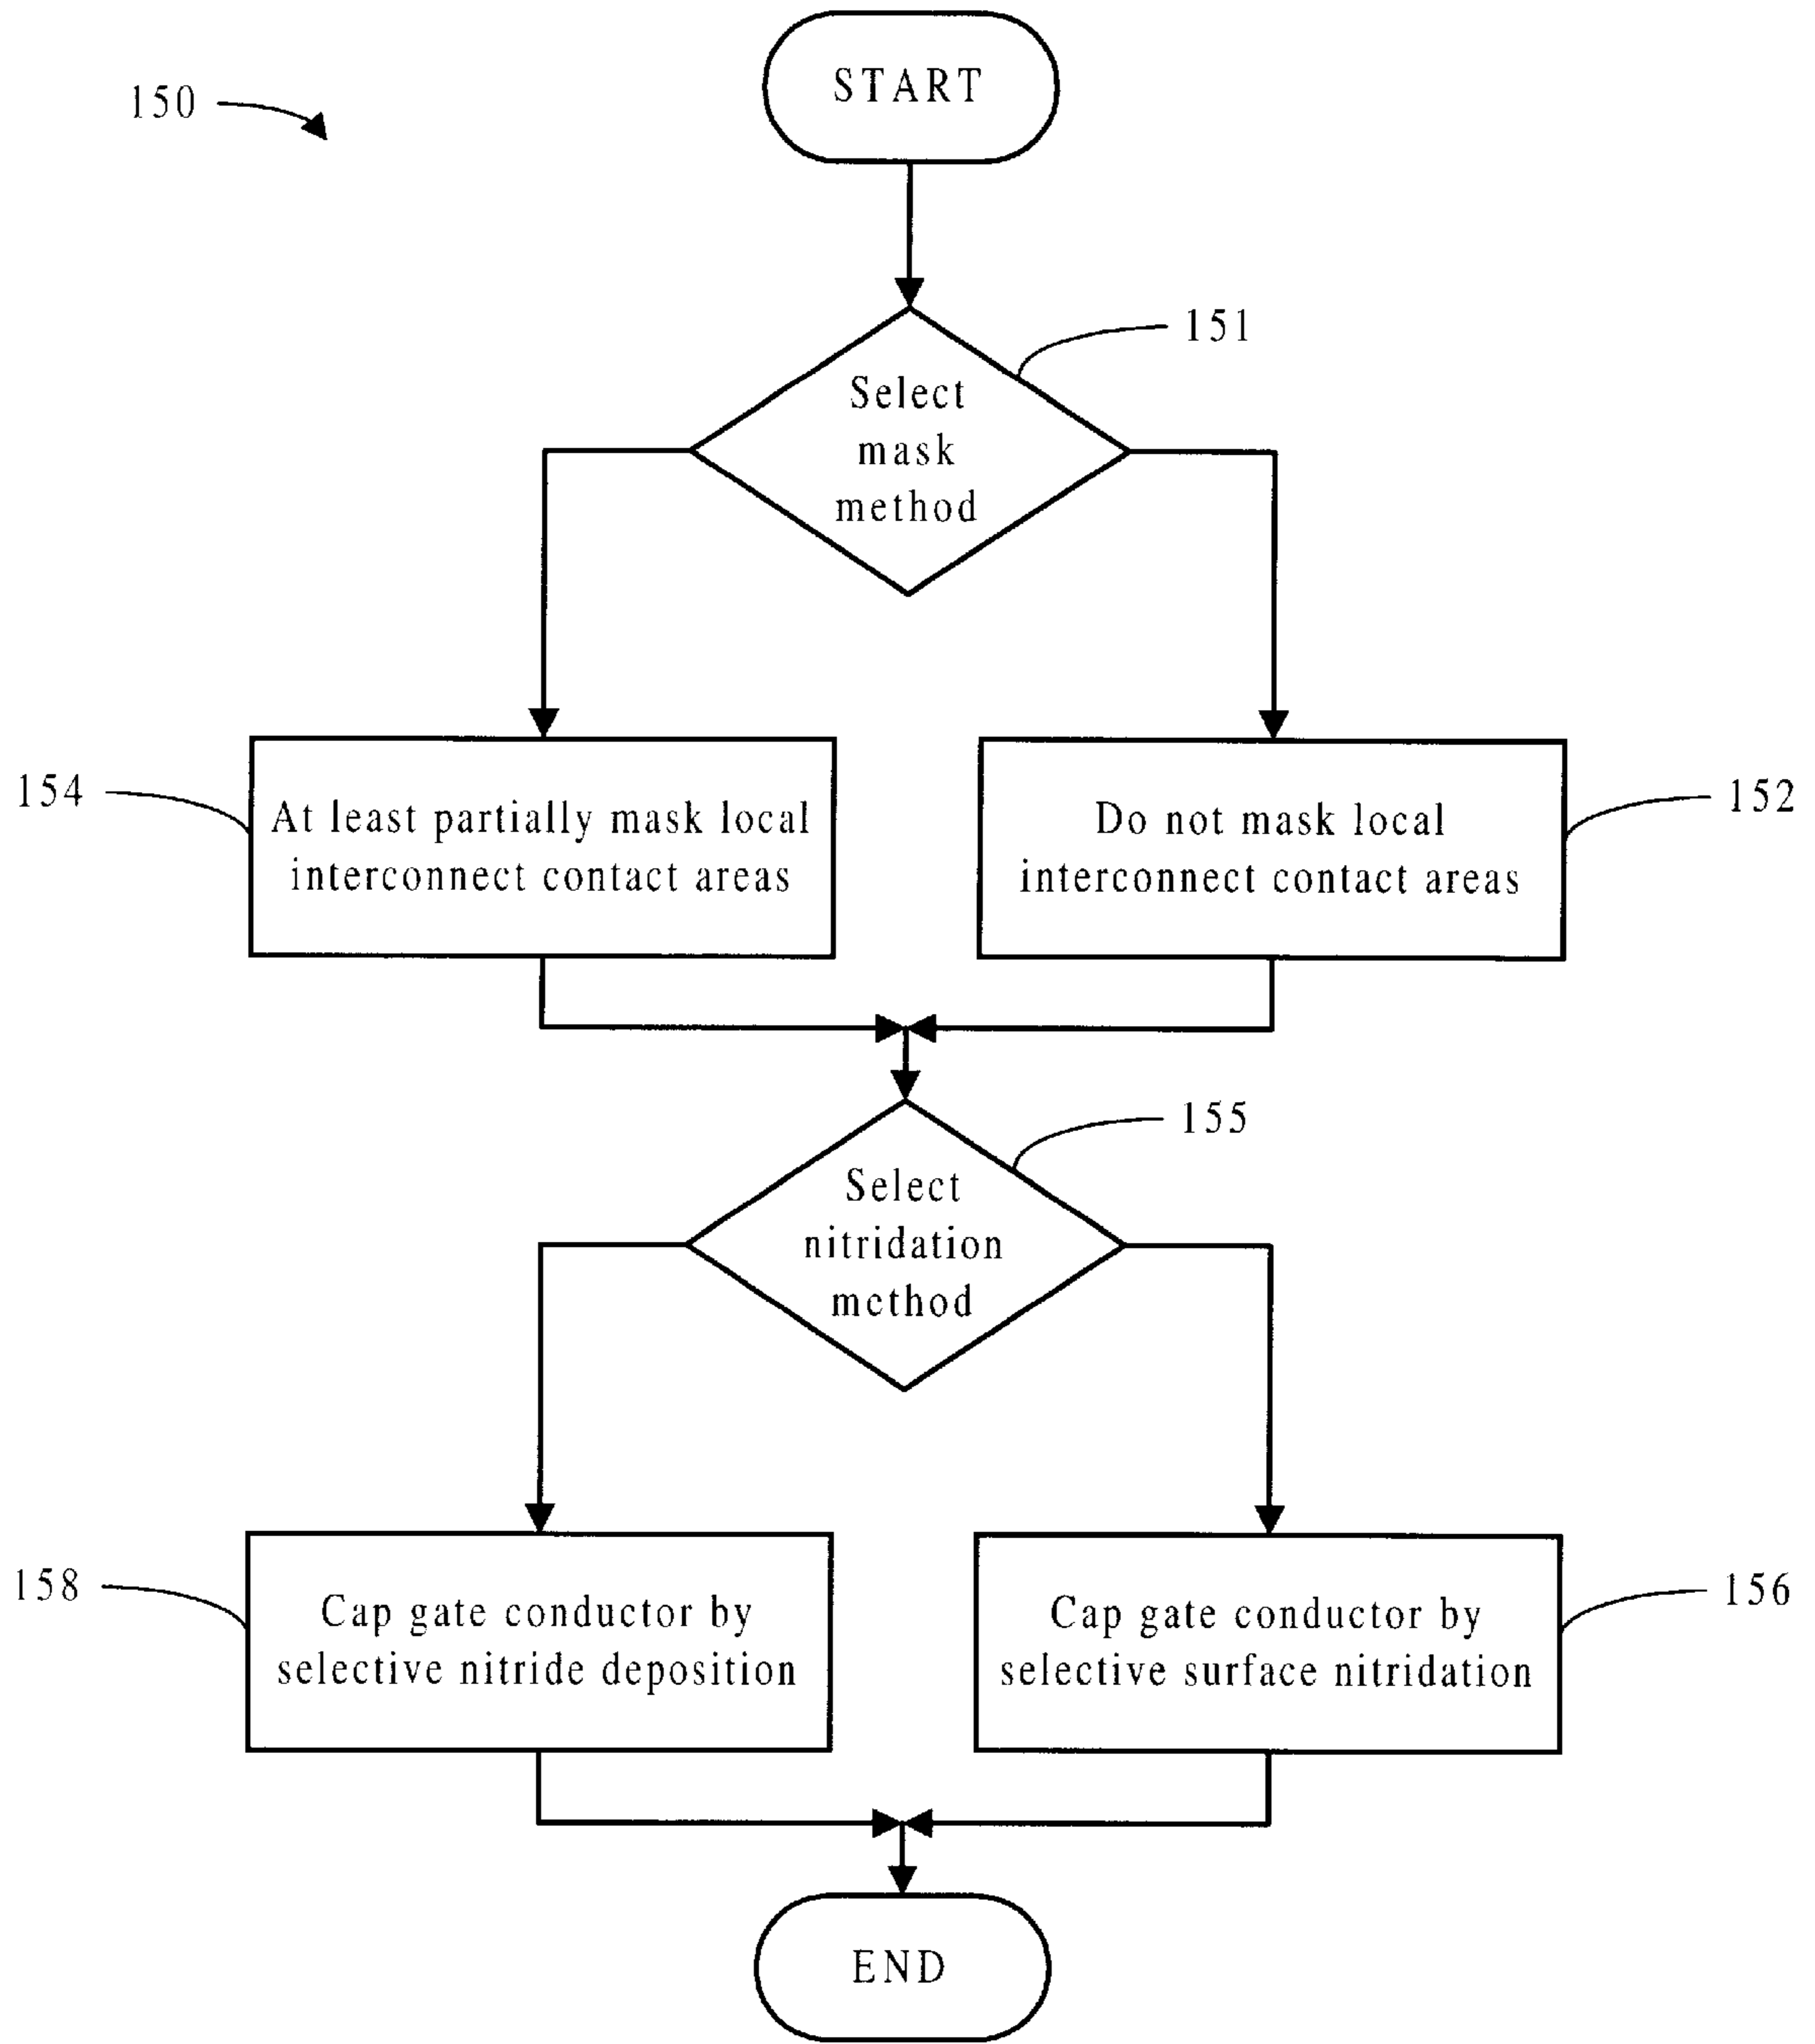 START
150
151
Select
mask
method
154
At least partially mask local
interconnect contact areas
Do not mask local
interconnect contact areas
152
155
Select
nitridation
method
158
Cap gate conductor by
selective nitride deposition
Cap gate conductor by
selective surface nitridation
156
END